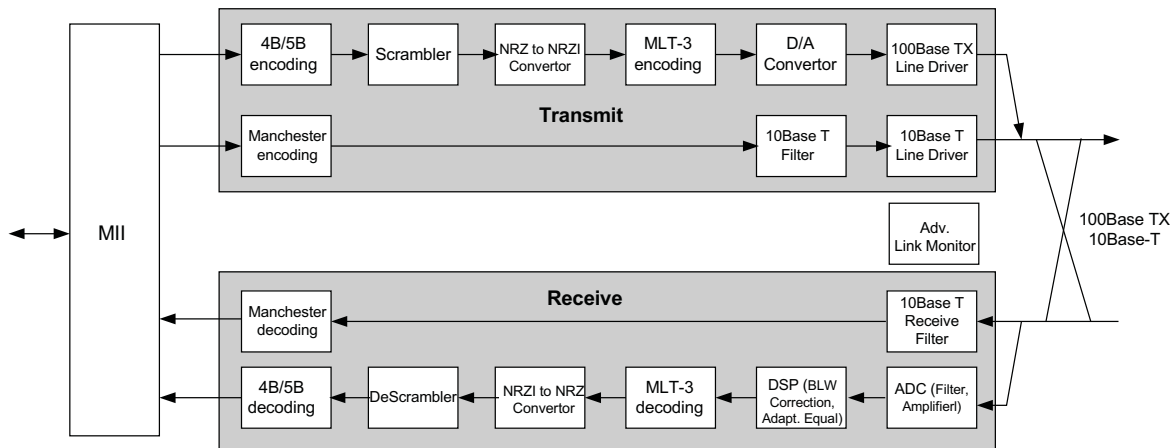 4B/5B
encoding
Scrambler
NRZ to NRZI
Convertor
MLT-3
encoding
D/A
Convertor
100Base TX
Line Driver
Transmit
Manchester
encoding
10Base T
Filter
10Base T
Line Driver
MII
Adv.
Link Monitor
100Base TX
10Base-T
Receive
Manchester
decoding
10Base T
Receive
Filter
4B/5B
decoding
DeScrambler
NRZI to NRZ
Convertor
MLT-3
decoding
DSP (BLW
Correction,
Adapt. Equal)
ADC (Filter,
Amplifierl)